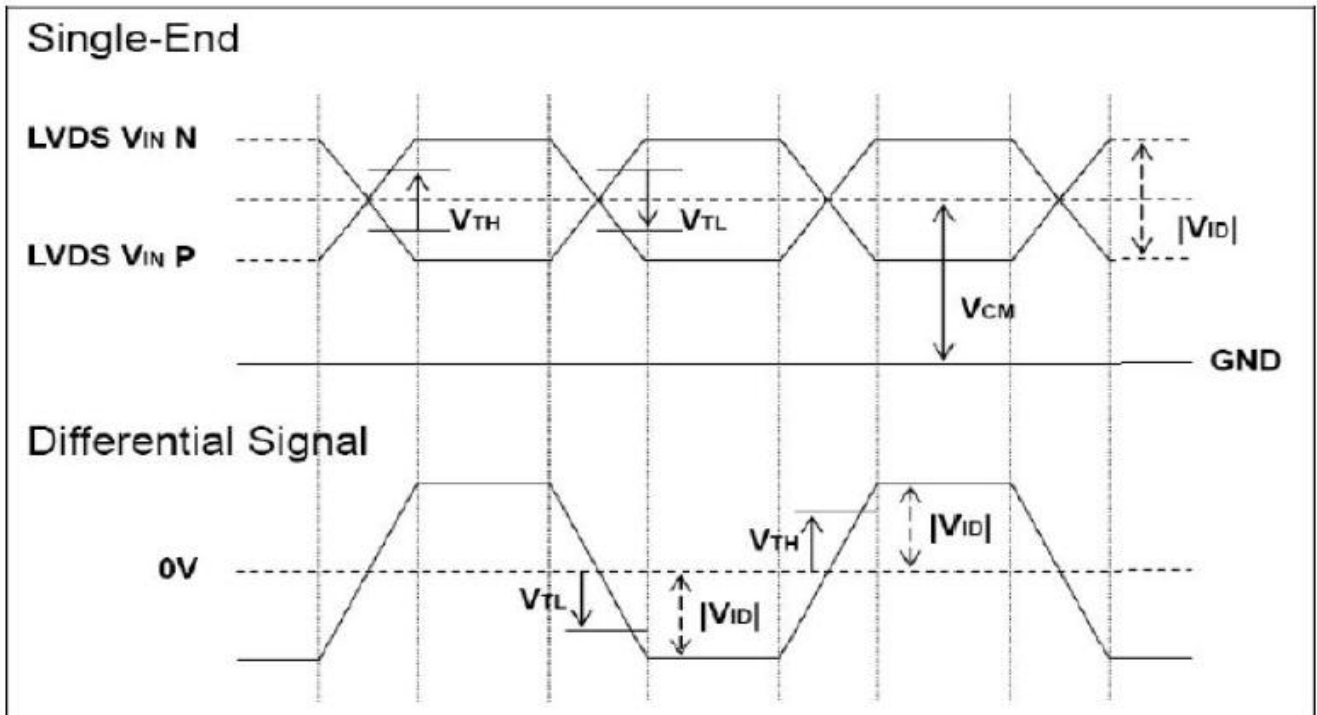 Single-End
LVDS VIN N
VTH
VTL
|VID|
LVDS VIN P
VCM
GND
Differential Signal
|VID|
VTH
0V
VTL
|VID|